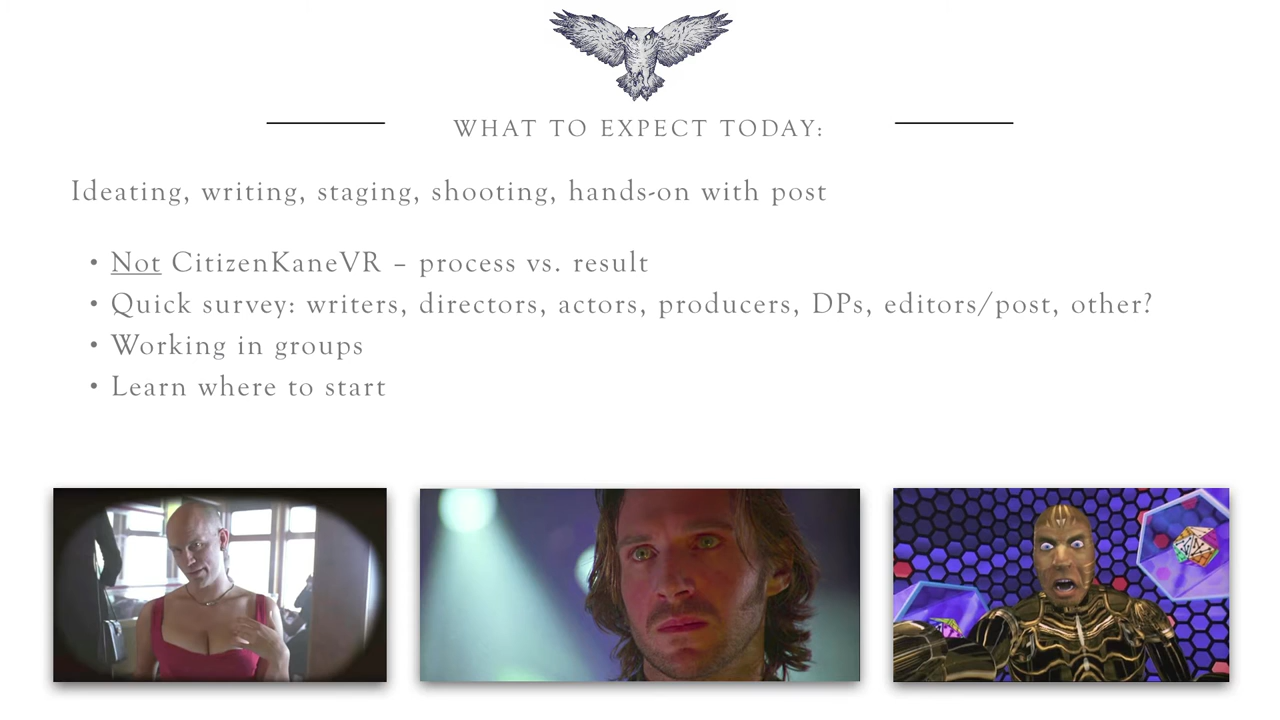 WHAT TO EXPECT TODAY:
Ideating, writing, staging, shooting, hands-on with post
• Not CitizenKaneVR – process vs. result
• Quick survey: writers, directors, actors, producers, DPs, editors/post, other?
• Working in groups
• Learn where to start